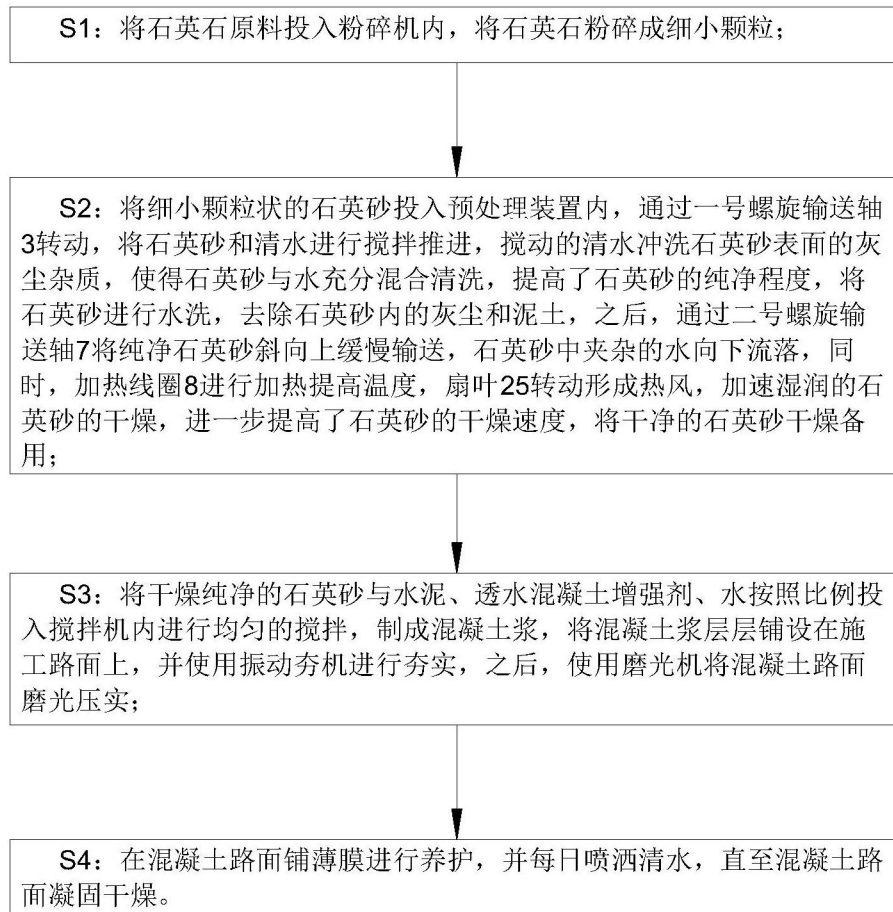 S1：将石英石原料投入粉碎机内，将石英石粉碎成细小颗粒；
S2：将细小颗粒状的石英砂投入预处理装置内，通过一号螺旋输送轴
3转动，将石英砂和清水进行搅拌推进，搅动的清水冲洗石英砂表面的灰
尘杂质，使得石英砂与水充分混合清洗，提高了石英砂的纯净程度，将
石英砂进行水洗，去除石英砂内的灰尘和泥土，之后，通过二号螺旋输
送轴7将纯净石英砂斜向上缓慢输送，石英砂中夹杂的水向下流落，同
时，加热线圈8进行加热提高温度，扇叶25转动形成热风，加速湿润的石
英砂的干燥，进一步提高了石英砂的干燥速度，将干净的石英砂干燥备
用；
S3：将干燥纯净的石英砂与水泥、透水混凝土增强剂、水按照比例投
入搅拌机内进行均匀的搅拌，制成混凝土浆，将混凝土浆层层铺设在施
工路面上，并使用振动夯机进行夯实，之后，使用磨光机将混凝土路面
磨光压实；
S4：在混凝土路面铺薄膜进行养护，并每日喷洒清水，直至混凝土路
面凝固干燥。